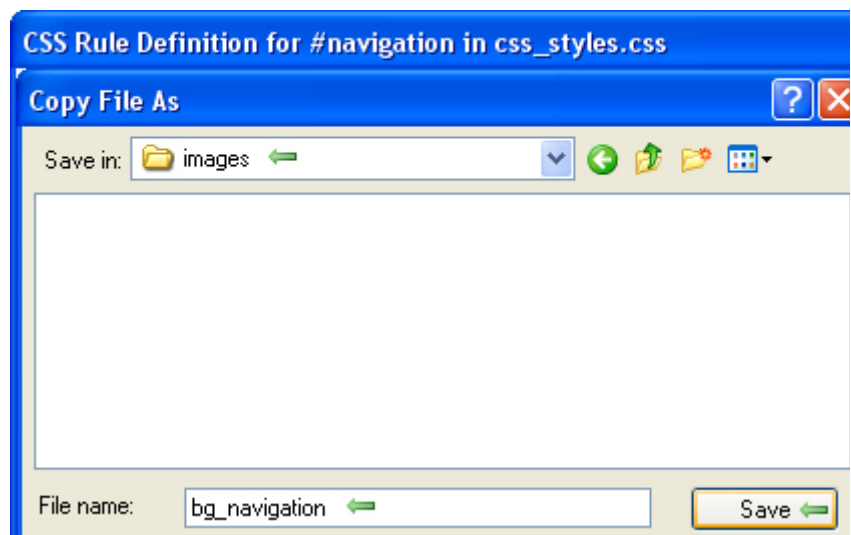 CSS Rule Definition for #navigation in css_styles.css
Copy File As
Save in: images
File name: bg_navigation Save